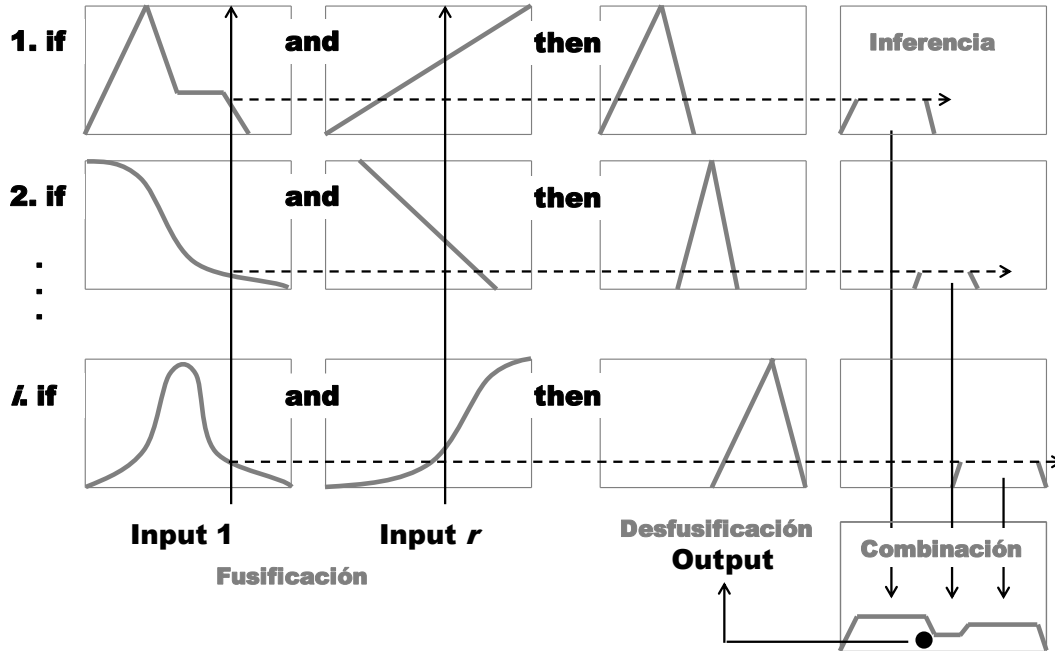 1. if and then Inferencia
2. if and then
.
.
.
i. if and then
Input 1 Input r Desfusificación
Output Combinación
Fusificación